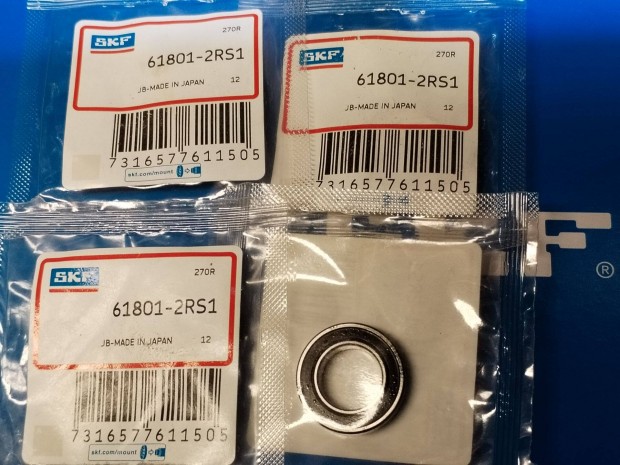 SKF
270R
61801-2RS1
JB-MADE IN JAPAN 12
7316577611505
skf.com/mount
SKF
270R
61801-2RS1
JB-MADE IN JAPAN 12
7316577611505
SKF
270R
61801-2RS1
JB-MADE IN JAPAN 12
7316577611505
skf.com/mount
®